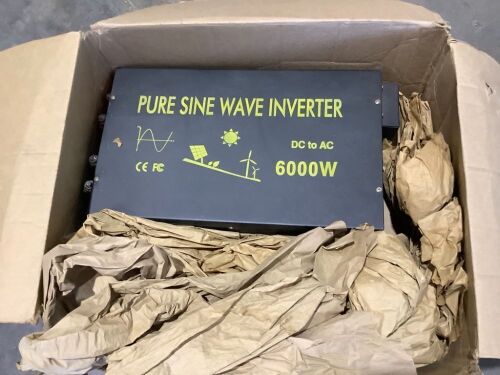 PURE SINE WAVE INVERTER
DC to AC
CE FC
6000W